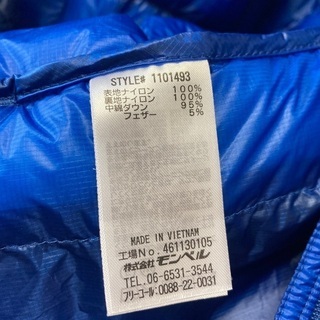 STYLE# 1101493
表地ナイロン 100%
裏地ナイロン 100%
中綿ダウン 95%
フェザー 5%
MADE IN VIETNAM
工場No. 461130105
株式会社モンベル
TEL. 06-6531-3544
フリーコール:0088-22-0031